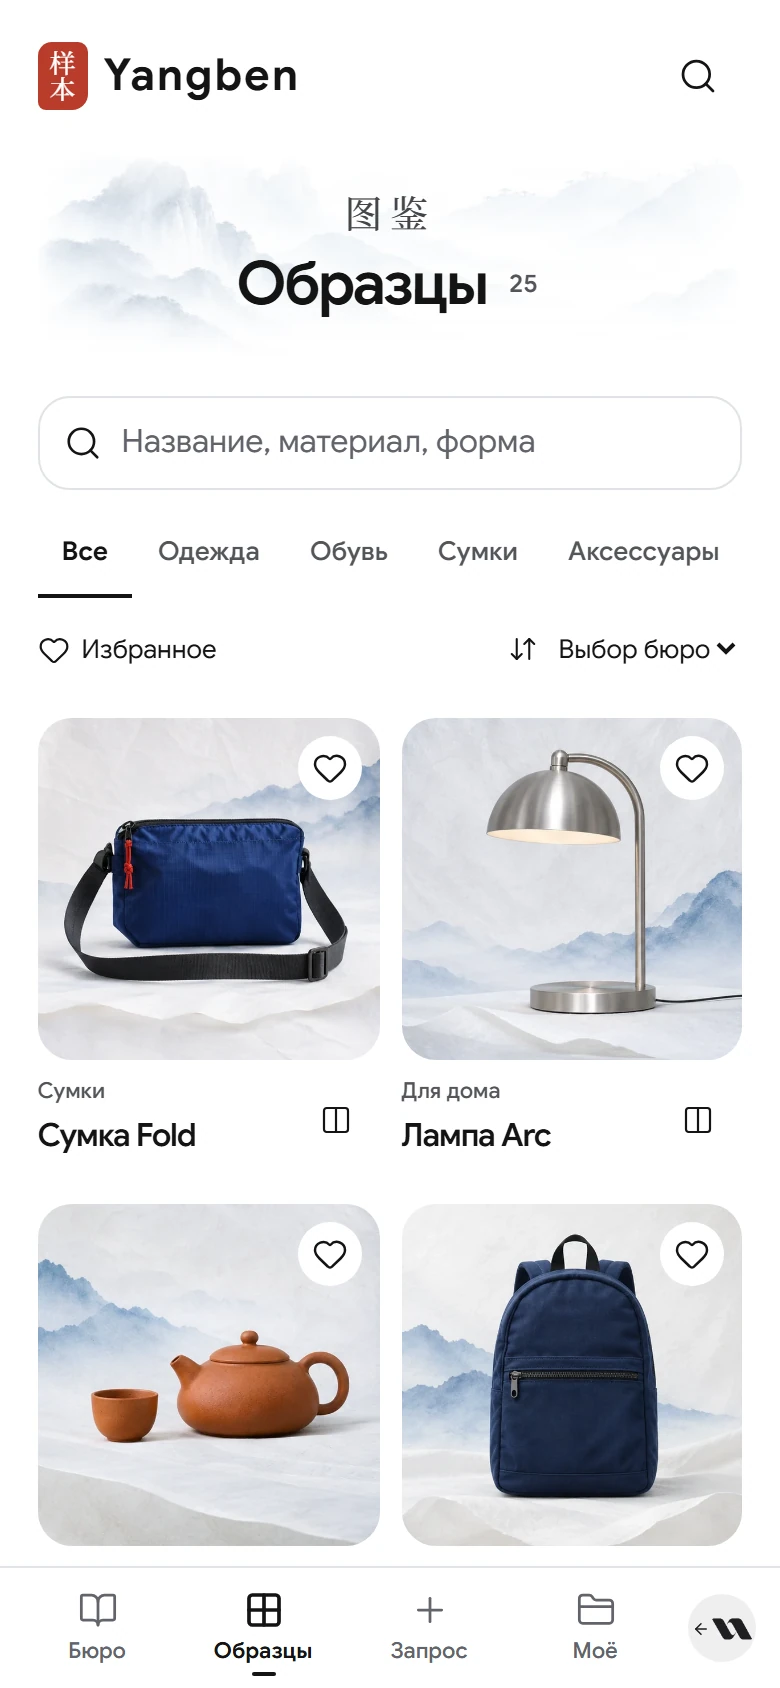 样本
Yangben
图鉴
Образцы 25
Название, материал, форма
Все Одежда Обувь Сумки Аксессуары
Избранное Выбор бюро
Сумки
Сумка Fold
Для дома
Лампа Arc
Бюро Образцы Запрос Моё